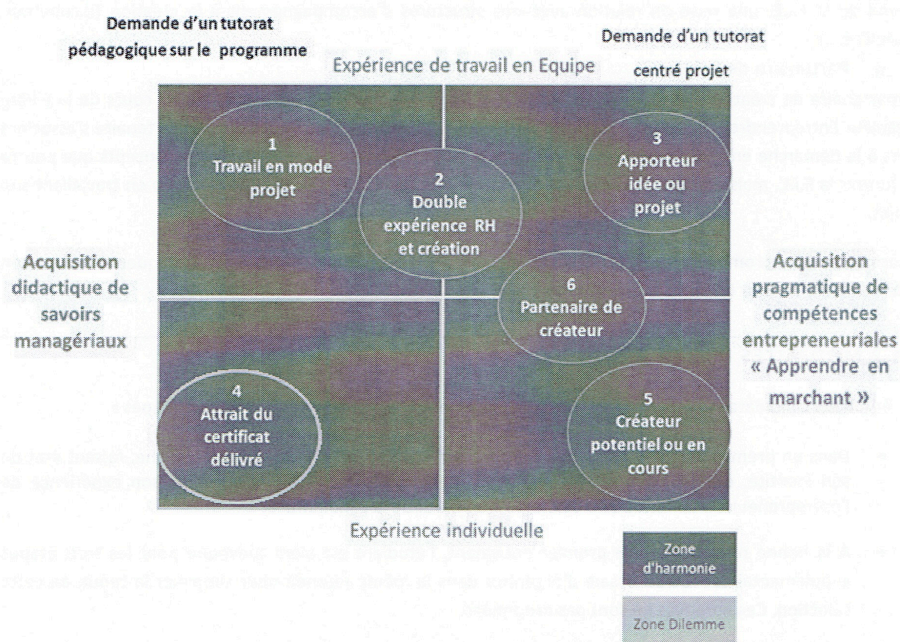 Demande d'un tutorat
pédagogique sur le programme
Demande d'un tutorat
centré projet
Expérience de travail en Equipe
1
Travail en mode
projet
2
Double
expérience RH
et création
3
Apporteur
idée ou
projet
Acquisition
didactique de
savoirs
managériaux
6
Partenaire de
créateur
Acquisition
pragmatique de
compétences
entrepreneuriales
« Apprendre en
marchant »
4
Attrait du
certificat
délivré
5
Créateur
potentiel ou en
cours
Expérience individuelle
Zone
d'harmonie
Zone Dilemme